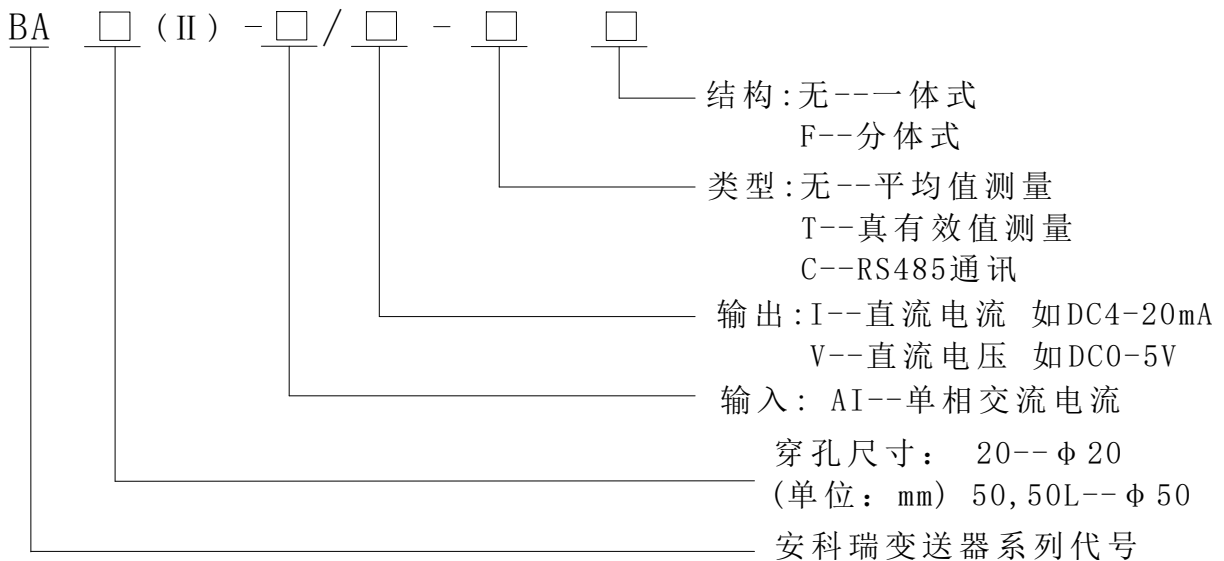 BA □ (II) -□/□ - □ □
结构:无--一体式
F--分体式
类型:无--平均值测量
T--真有效值测量
C--RS485通讯
输出:I--直流电流 如DC4-20mA
V--直流电压 如DC0-5V
输入: AI--单相交流电流
穿孔尺寸： 20--φ20
(单位：mm) 50,50L--φ50
安科瑞变送器系列代号